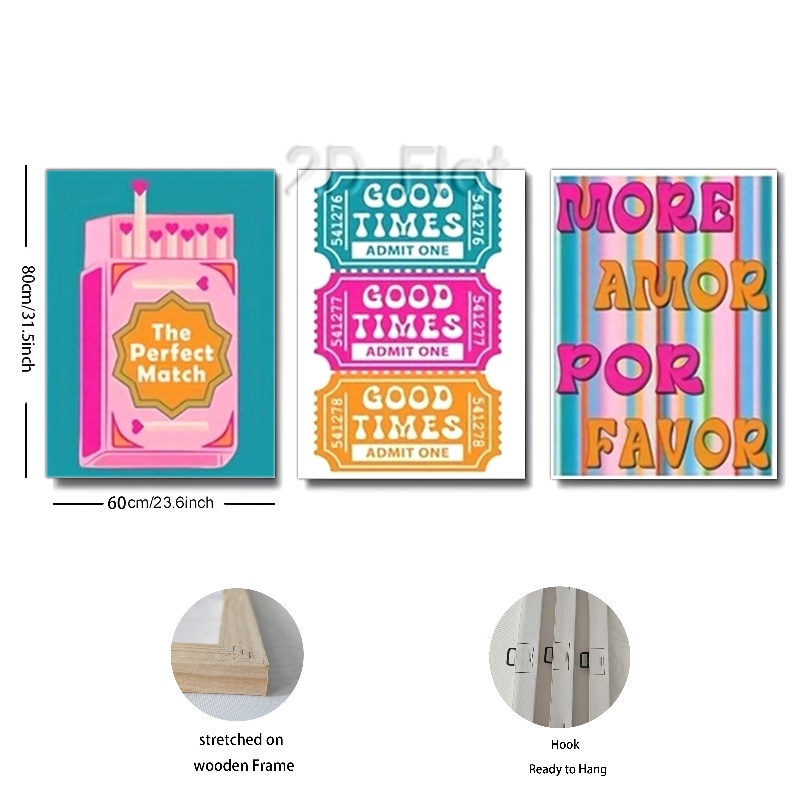 2D Flat
80cm/31.5inch
The
Perfect
Match
60cm/23.6inch
541276
GOOD
TIMES
ADMIT ONE
541276
541277
GOOD
TIMES
ADMIT ONE
541277
541278
GOOD
TIMES
ADMIT ONE
541278
MORE
AMOR
POR
FAVOR
stretched on
wooden Frame
Hook
Ready to Hang